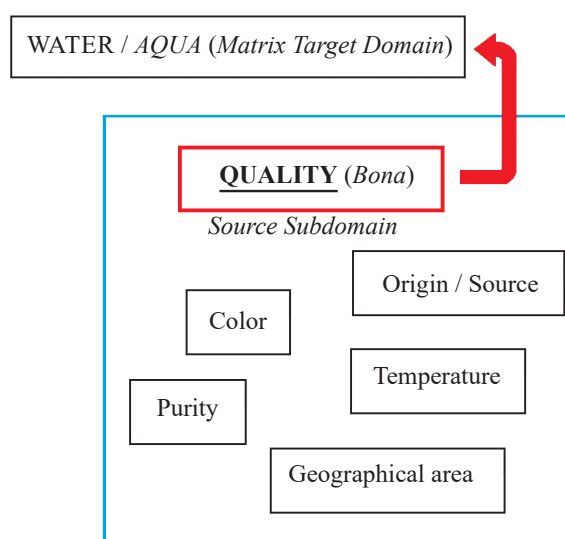 WATER / AQUA (Matrix Target Domain)
QUALITY (Bona)
Source Subdomain
Origin / Source
Color
Temperature
Purity
Geographical area